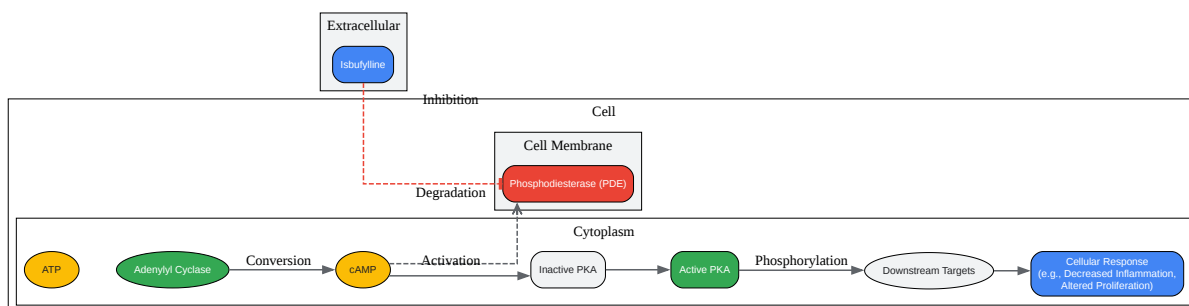 Extracellular
Isbufylline
Inhibition
Cell
Cell Membrane
Phosphodiesterase (PDE)
Degradation
Cytoplasm
ATP
Adenylyl Cyclase
Conversion
cAMP
Activation
Inactive PKA
Active PKA
Phosphorylation
Downstream Targets
Cellular Response
(e.g., Decreased Inflammation,
Altered Proliferation)